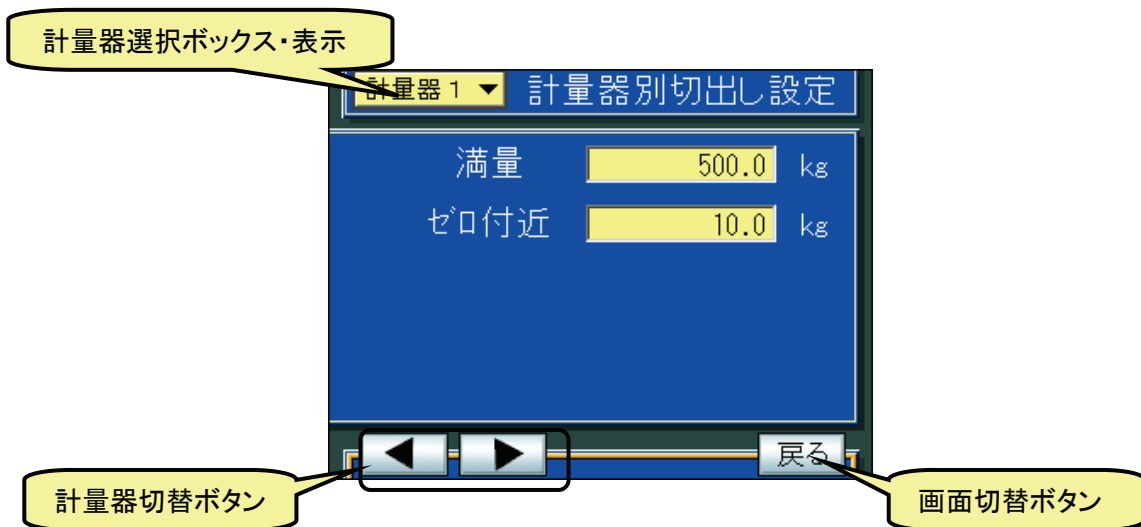 計量器選択ボックス・表示
計量器1 ▼ 計量器別切出し設定
満量 500.0 kg
ゼロ付近 10.0 kg
◀ ▶ 戻る
計量器切替ボタン 画面切替ボタン